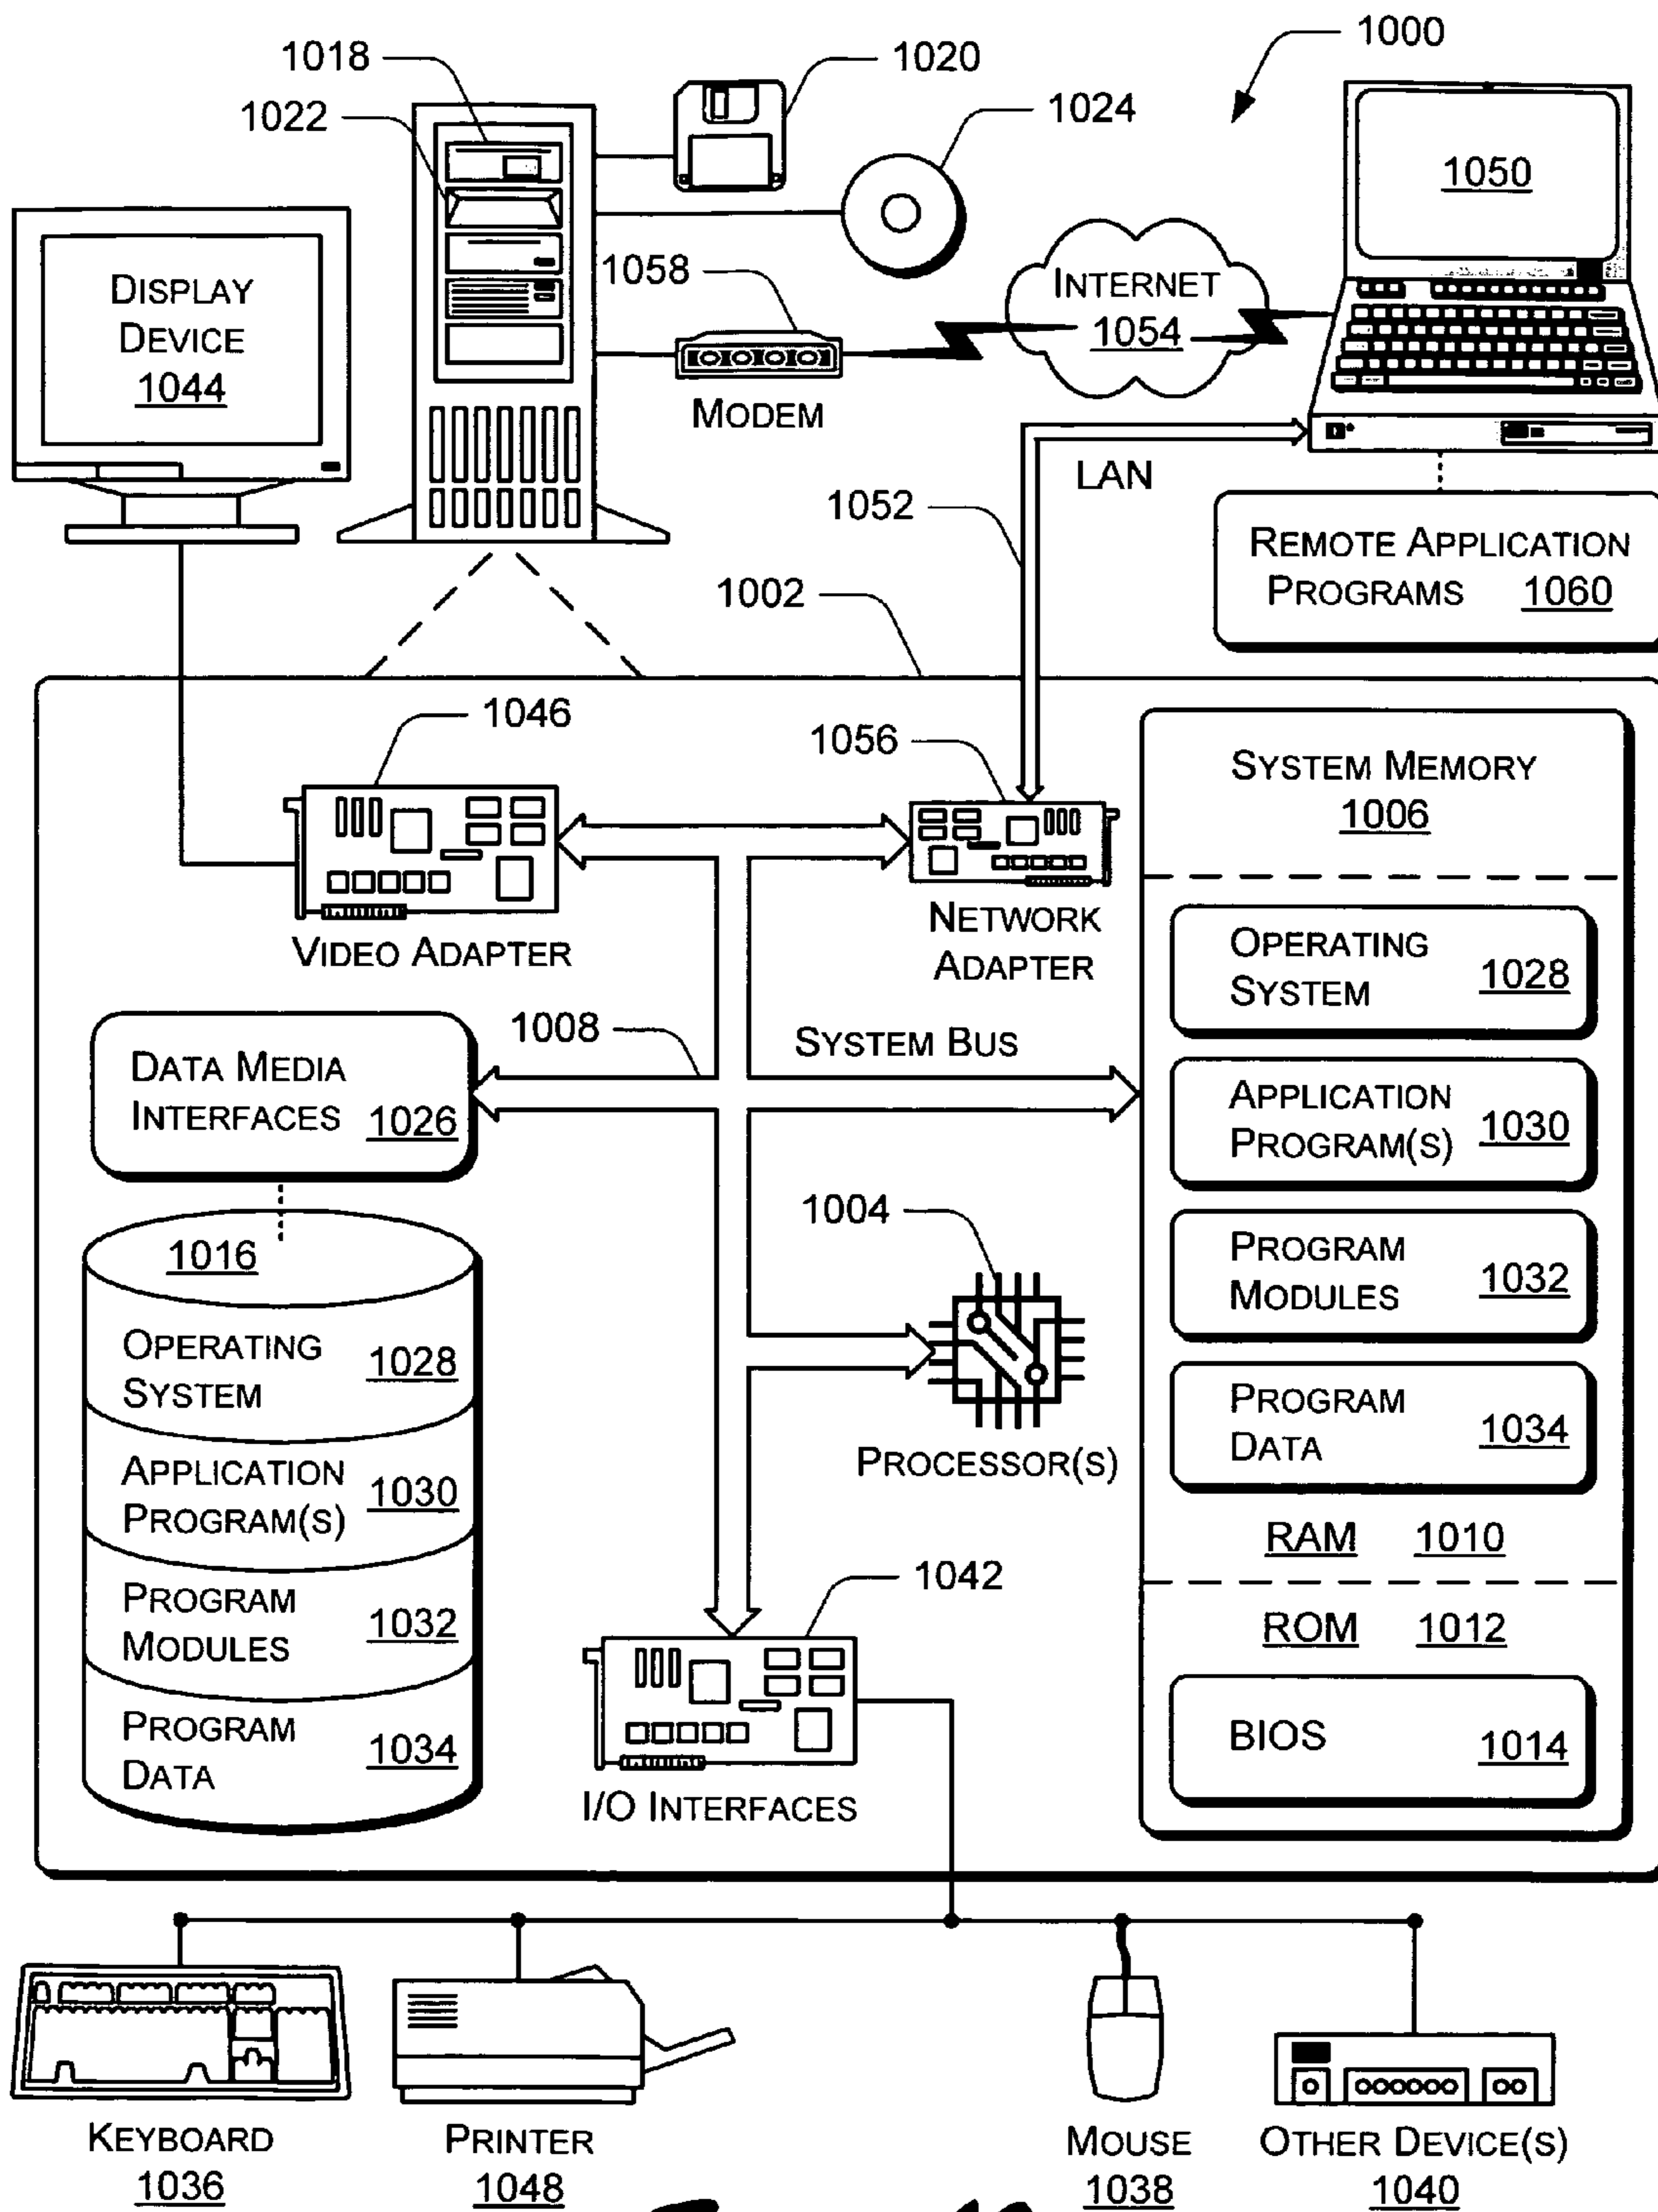 1000
1018
1020
1022
1024
1050
DISPLAY
DEVICE
1044
1058
INTERNET
1054
MODEM
LAN
1052
REMOTE APPLICATION
PROGRAMS 1060
1002
1046
1056
SYSTEM MEMORY
1006
VIDEO ADAPTER
NETWORK
ADAPTER
OPERATING
SYSTEM 1028
1008
SYSTEM BUS
DATA MEDIA
INTERFACES 1026
APPLICATION
PROGRAM(S) 1030
1004
PROGRAM
MODULES 1032
1016
OPERATING
SYSTEM 1028
PROGRAM
DATA 1034
PROCESSOR(S)
APPLICATION
PROGRAM(S) 1030
RAM 1010
1042
PROGRAM
MODULES 1032
ROM 1012
PROGRAM
DATA 1034
BIOS 1014
I/O INTERFACES
KEYBOARD
1036
PRINTER
1048
MOUSE
1038
OTHER DEVICE(S)
1040